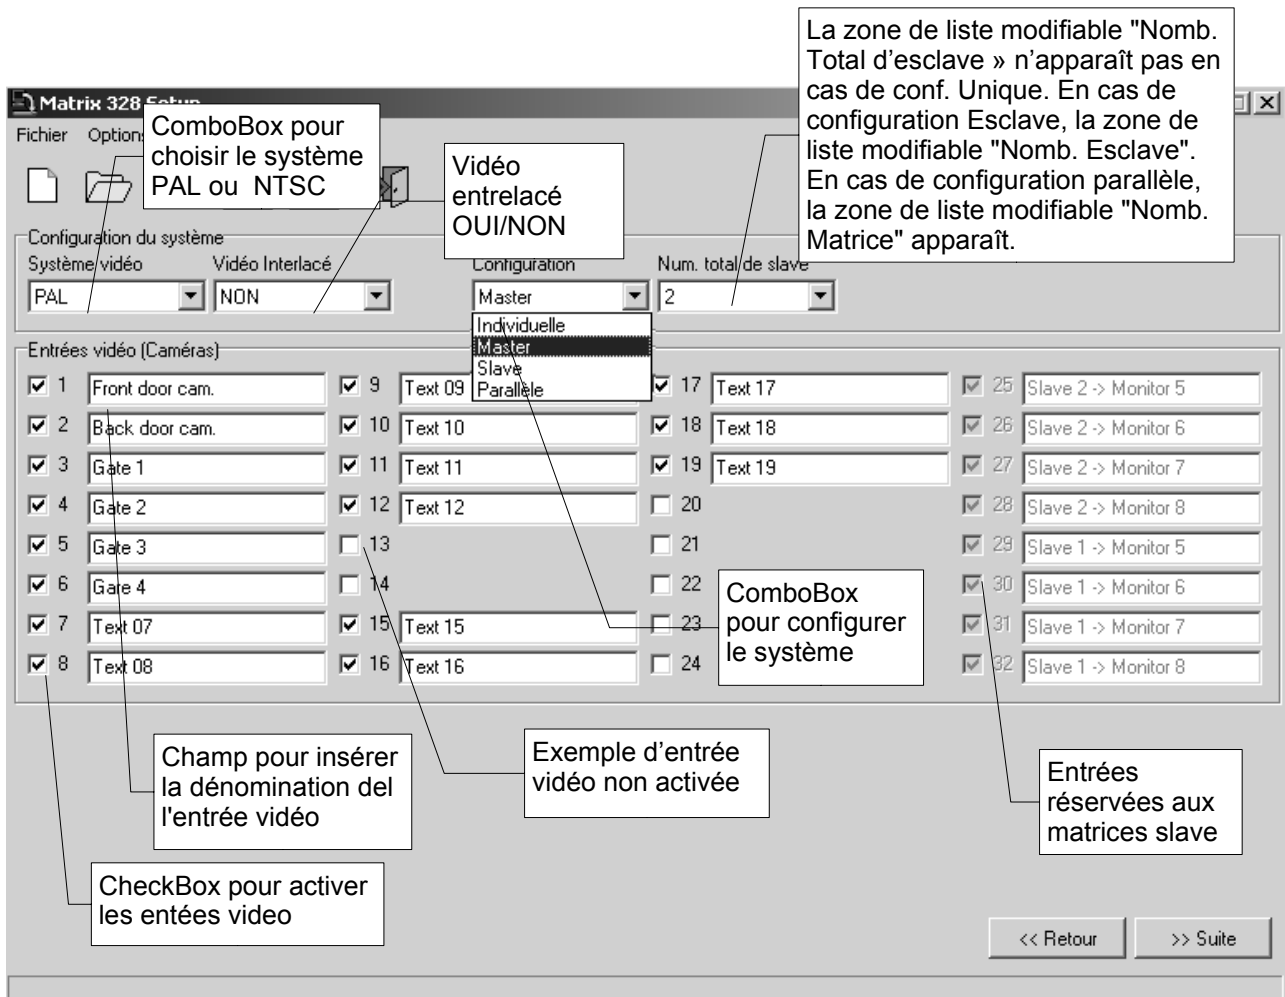 La zone de liste modifiable "Nomb.
Total d'esclave » n'apparaît pas en
cas de conf. Unique. En cas de
configuration Esclave, la zone de
liste modifiable "Nomb. Esclave".
En cas de configuration parallèle,
la zone de liste modifiable "Nomb.
Matrice" apparaît.
Matrix 328 Setup
Fichier Option
ComboBox pour
choisir le système
PAL ou NTSC
Vidéo
entrelacé
OUI/NON
Configuration du système
Système vidéo Vidéo Interlacé Configuration Num. total de slave
PAL NON Master 2
Individuelle
Master
Slave
Parallèle
Entrées vidéo (Caméras)
1 Front door cam. 9 Text 09 17 Text 17 25 Slave 2 -> Monitor 5
2 Back door cam. 10 Text 10 18 Text 18 26 Slave 2 -> Monitor 6
3 Gate 1 11 Text 11 19 Text 19 27 Slave 2 -> Monitor 7
4 Gate 2 12 Text 12 20 28 Slave 2 -> Monitor 8
5 Gate 3 13 21 29 Slave 1 -> Monitor 5
6 Gare 4 14 22 30 Slave 1 -> Monitor 6
7 Text 07 15 Text 15 23 31 Slave 1 -> Monitor 7
8 Text 08 16 Text 16 24 32 Slave 1 -> Monitor 8
ComboBox
pour configurer
le système
Champ pour insérer
la dénomination del
l'entrée vidéo
Exemple d'entrée
vidéo non activée
Entrées
réservées aux
matrices slave
CheckBox pour activer
les entées video
<< Retour >> Suite